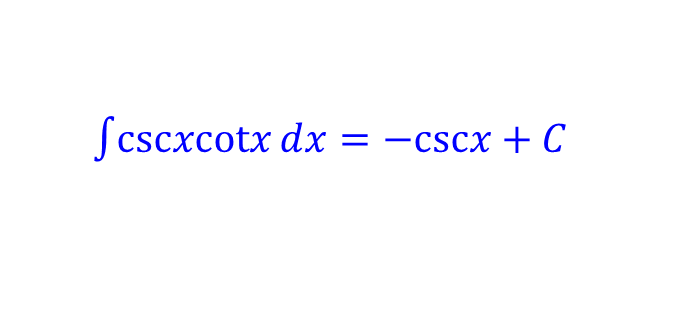 ∫cscxcotx dx = −cscx + C